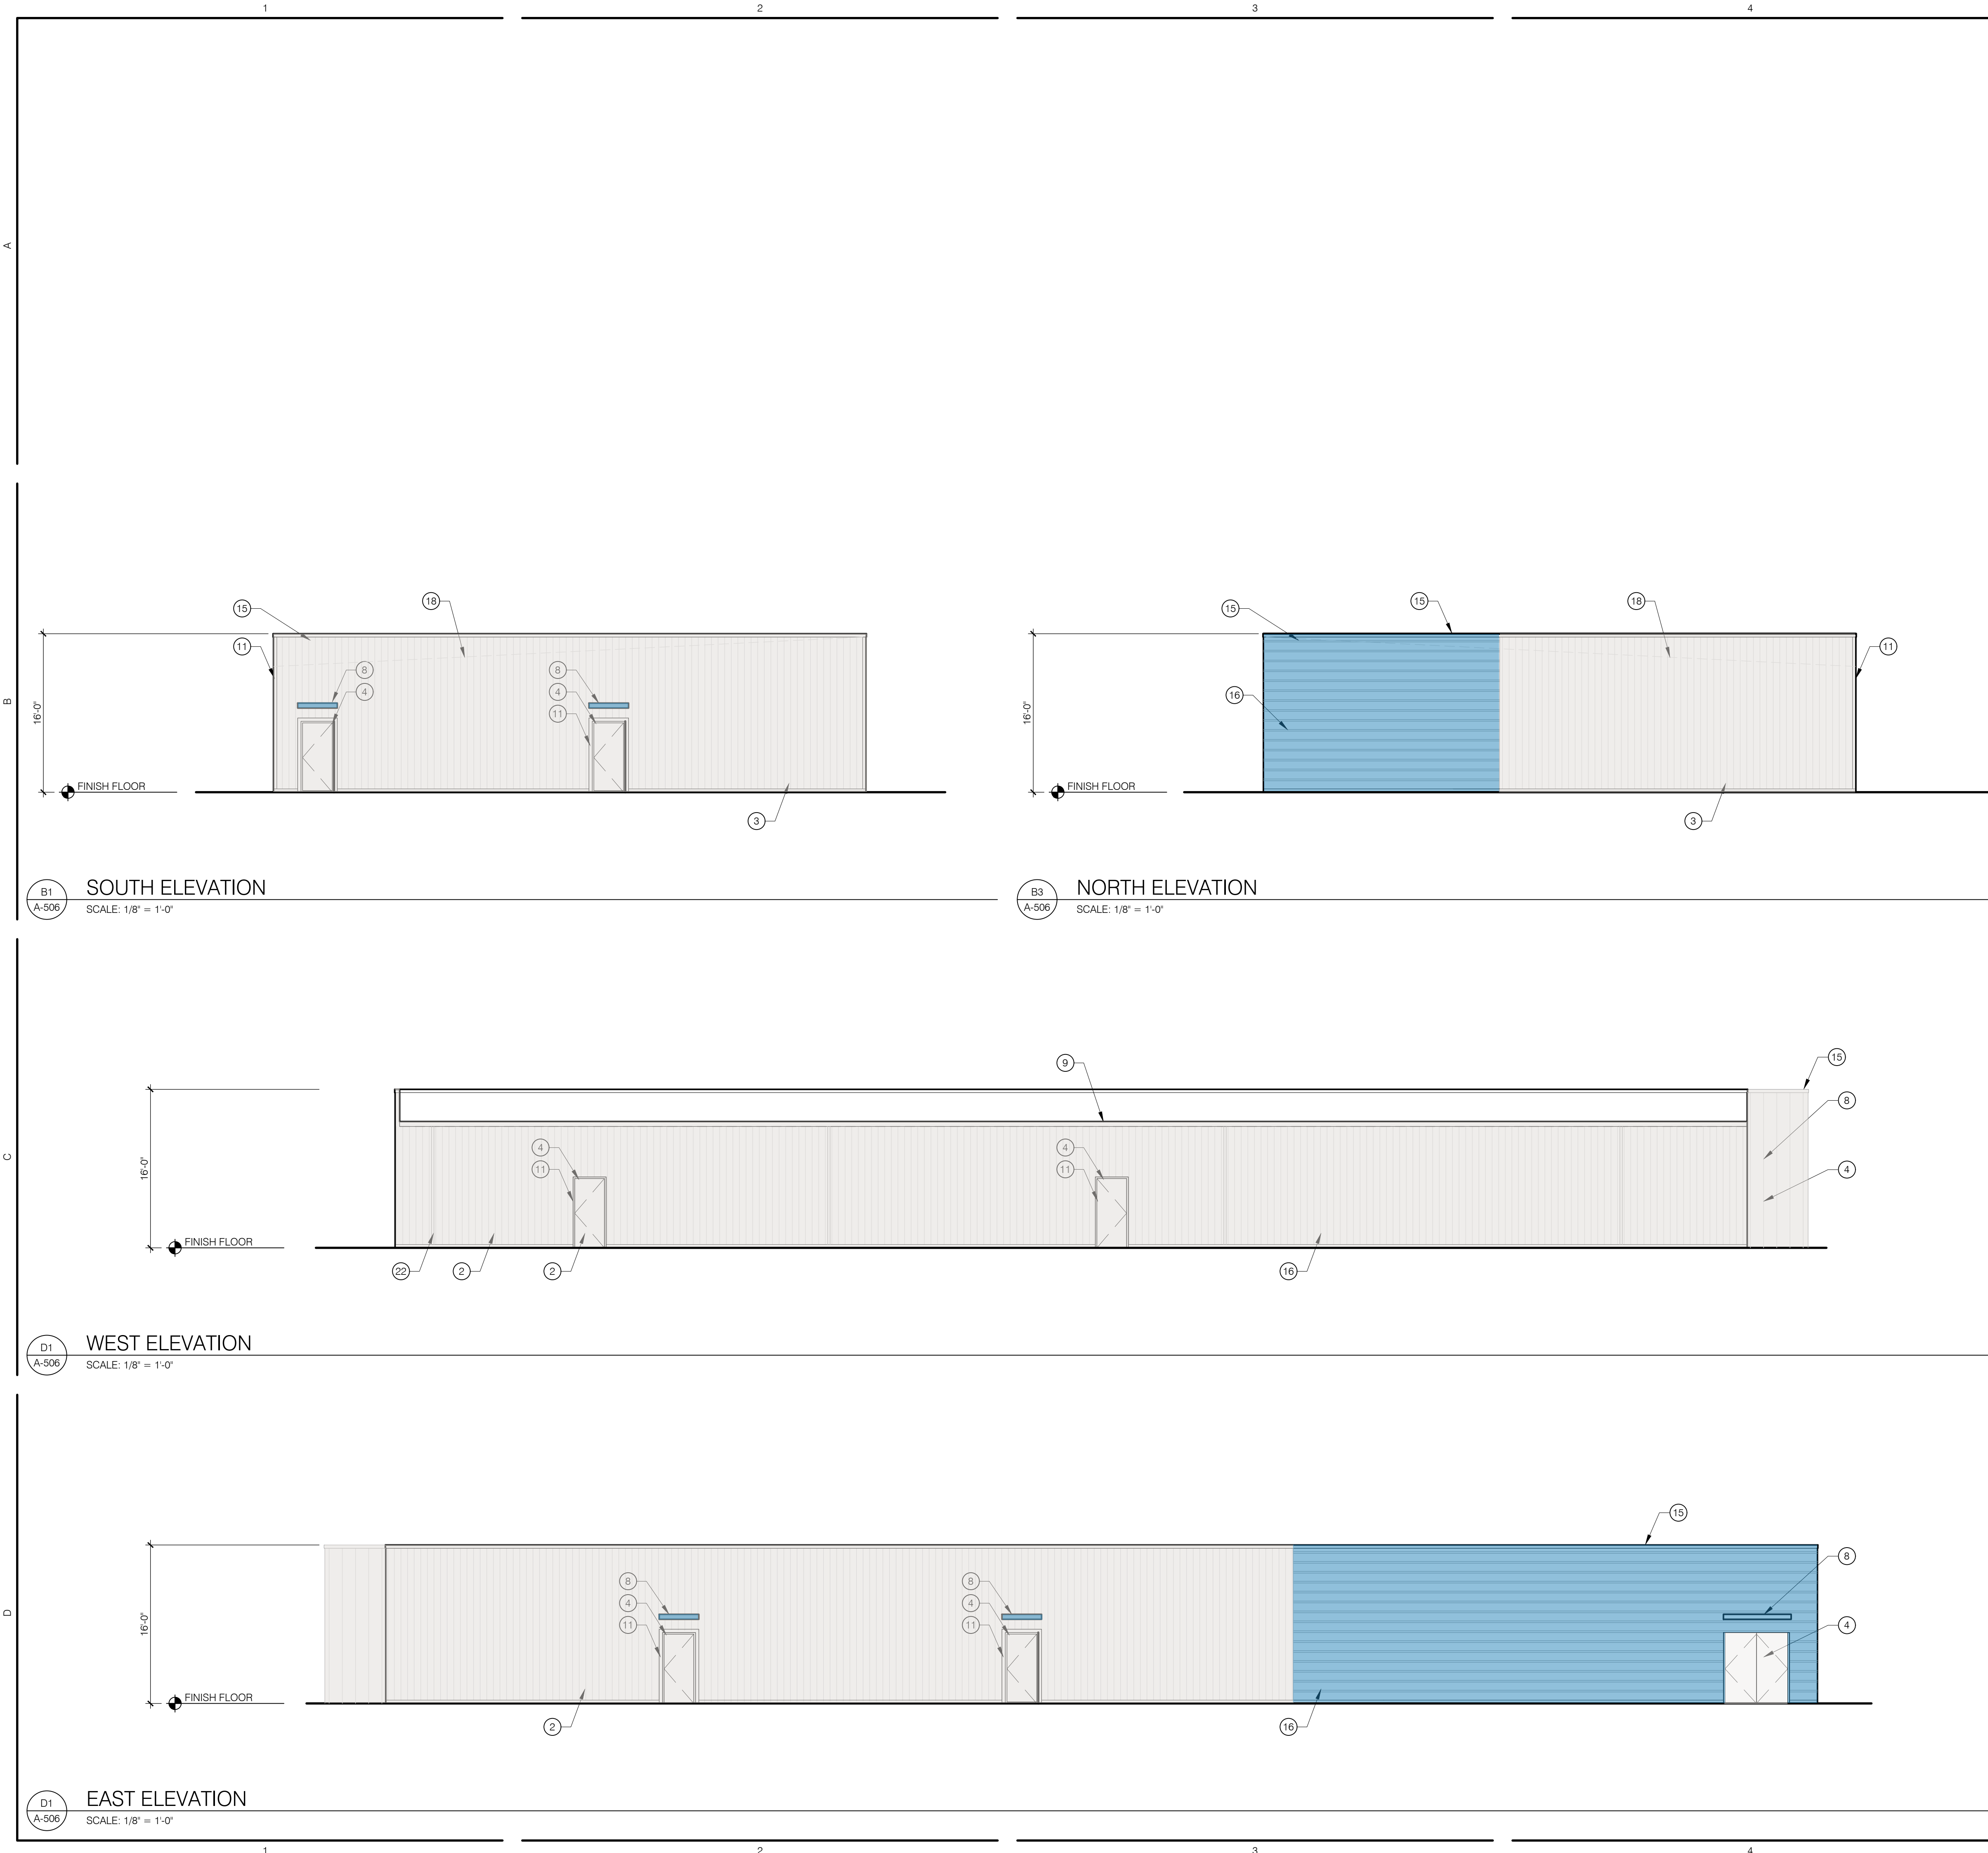 1 2 3 4
A
15 18 15 15 18
11 11
8 8
4 4
11
16
16'-0" 16'-0"
B
FINISH FLOOR FINISH FLOOR
3 3
B1 SOUTH ELEVATION B3 NORTH ELEVATION
A-506 SCALE: 1/8" = 1'-0" A-506 SCALE: 1/8" = 1'-0"
9 15
8
4 4
11 11 4
16'-0"
C
FINISH FLOOR
22 2 2 16
D1 WEST ELEVATION
A-506 SCALE: 1/8" = 1'-0"
15
8
8 8
4 4
11 11 4
16'-0"
D
FINISH FLOOR
2 16
D1 EAST ELEVATION
A-506 SCALE: 1/8" = 1'-0"
1 2 3 4